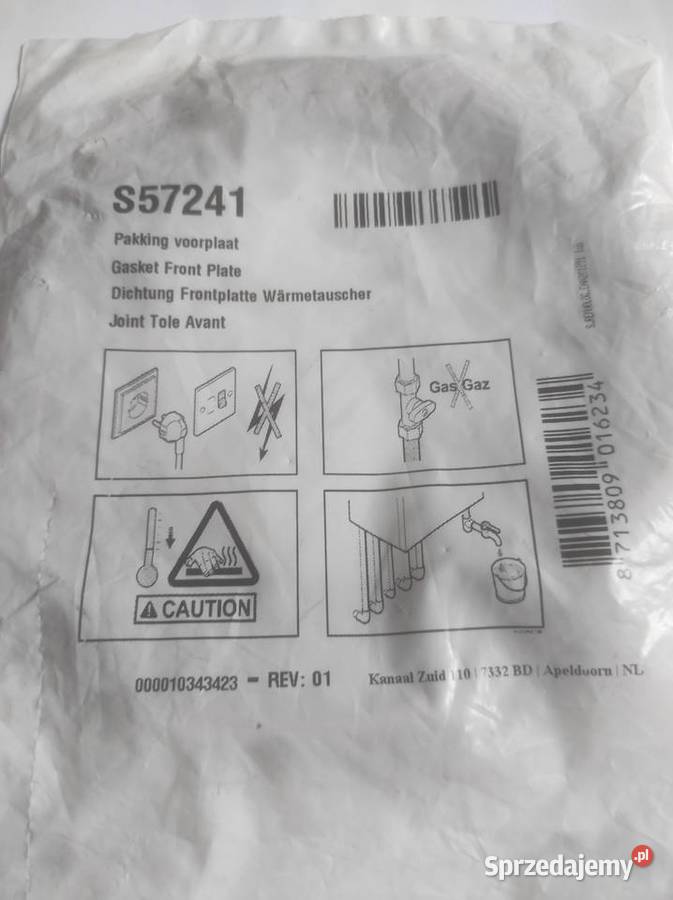 S57241
Pakking voorplaat
Gasket Front Plate
Dichtung Frontplatte Wärmetauscher
Joint Tole Avant
Gas Gaz
CAUTION
8 713809 016234
000010343423 - REV: 01
Kanaal Zuid 110 | 7332 BD | Apeldoorn | NL
Sprzedajemy.pl